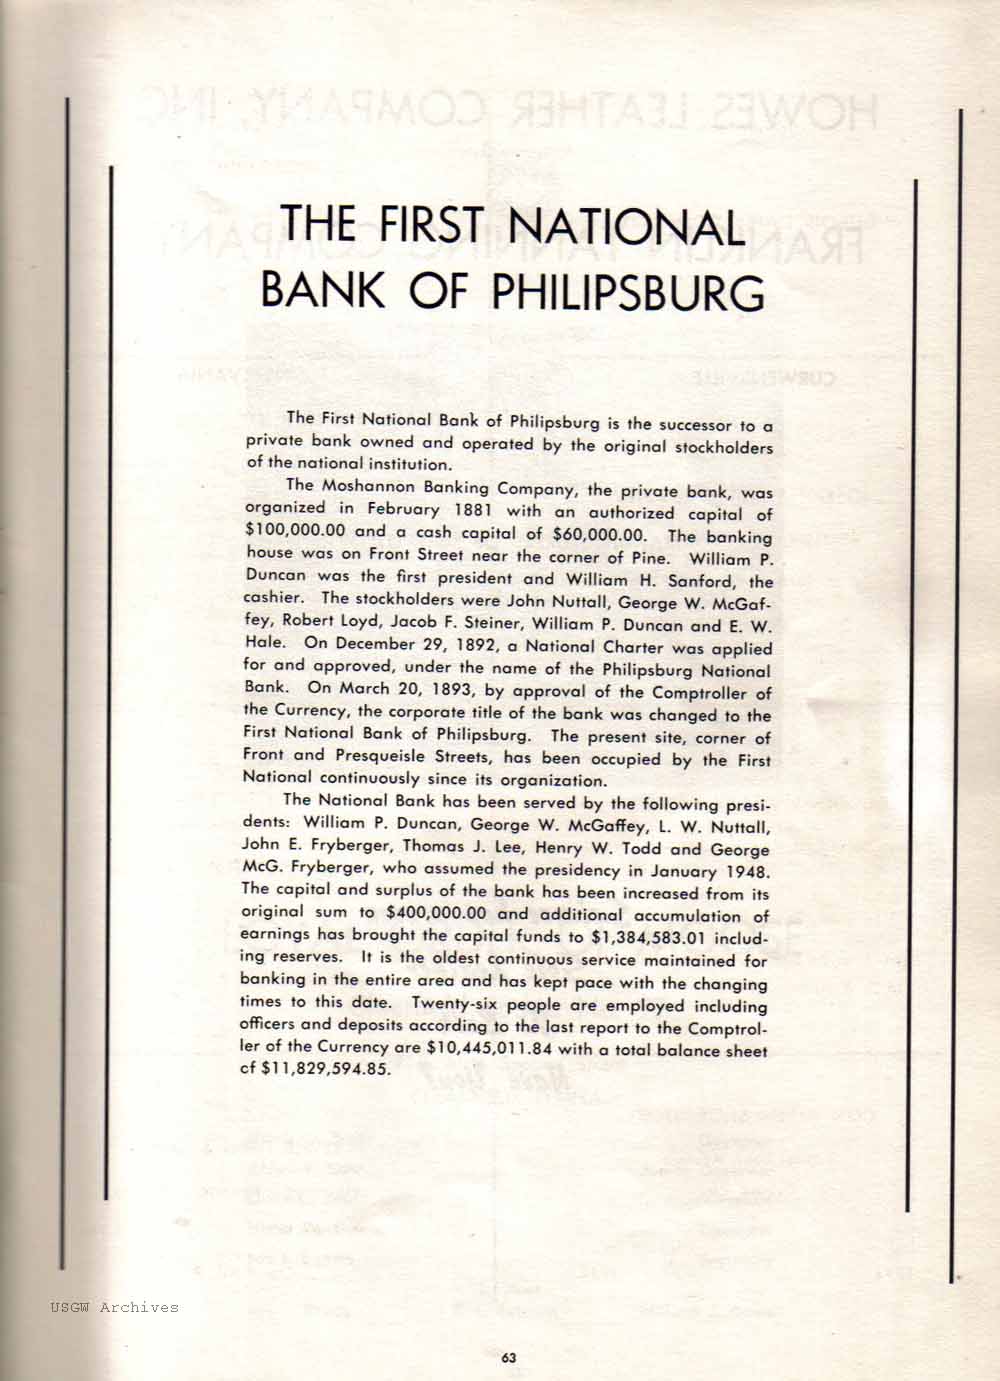 THE FIRST NATIONAL
BANK OF PHILIPSBURG
The First National Bank of Philipsburg is the successor to a
private bank owned and operated by the original stockholders
of the national institution.
The Moshannon Banking Company, the private bank, was
organized in February 1881 with an authorized capital of
$100,000.00 and a cash capital of $60,000.00. The banking
house was on Front Street near the corner of Pine. William P.
Duncan was the first president and William H. Sanford, the
cashier. The stockholders were John Nuttall, George W. McGaf-
fey, Robert Loyd, Jacob F. Steiner, William P. Duncan and E. W.
Hale. On December 29, 1892, a National Charter was applied
for and approved, under the name of the Philipsburg National
Bank. On March 20, 1893, by approval of the Comptroller of
the Currency, the corporate title of the bank was changed to the
First National Bank of Philipsburg. The present site, corner of
Front and Presqueisle Streets, has been occupied by the First
National continuously since its organization.
The National Bank has been served by the following presi-
dents: William P. Duncan, George W. McGaffey, L. W. Nuttall,
John E. Fryberger, Thomas J. Lee, Henry W. Todd and George
McG. Fryberger, who assumed the presidency in January 1948.
The capital and surplus of the bank has been increased from its
original sum to $400,000.00 and additional accumulation of
earnings has brought the capital funds to $1,384,583.01 includ-
ing reserves. It is the oldest continuous service maintained for
banking in the entire area and has kept pace with the changing
times to this date. Twenty-six people are employed including
officers and deposits according to the last report to the Comptrol-
ler of the Currency are $10,445,011.84 with a total balance sheet
cf $11,829,594.85.
USGW Archives
63